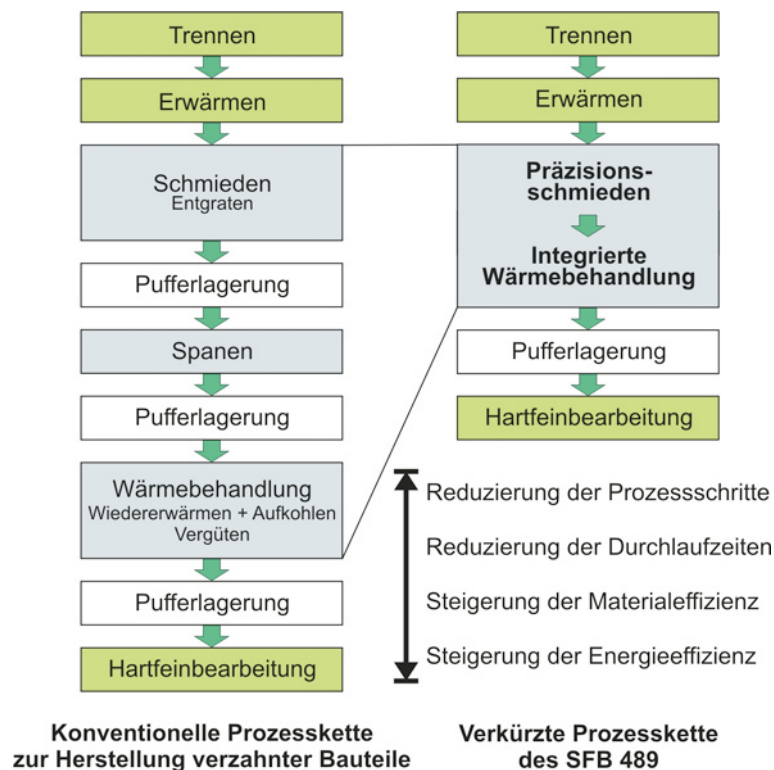 Trennen
Erwärmen
Schmieden
Entgraten
Pufferlagerung
Spanen
Pufferlagerung
Wärmebehandlung
Wiedererwärmen + Aufkohlen
Vergüten
Pufferlagerung
Hartfeinbearbeitung
Konventionelle Prozesskette
zur Herstellung verzahnter Bauteile
Trennen
Erwärmen
Präzisions-
schmieden
Integrierte
Wärmebehandlung
Pufferlagerung
Hartfeinbearbeitung
Reduzierung der Prozessschritte
Reduzierung der Durchlaufzeiten
Steigerung der Materialeffizienz
Steigerung der Energieeffizienz
Verkürzte Prozesskette
des SFB 489